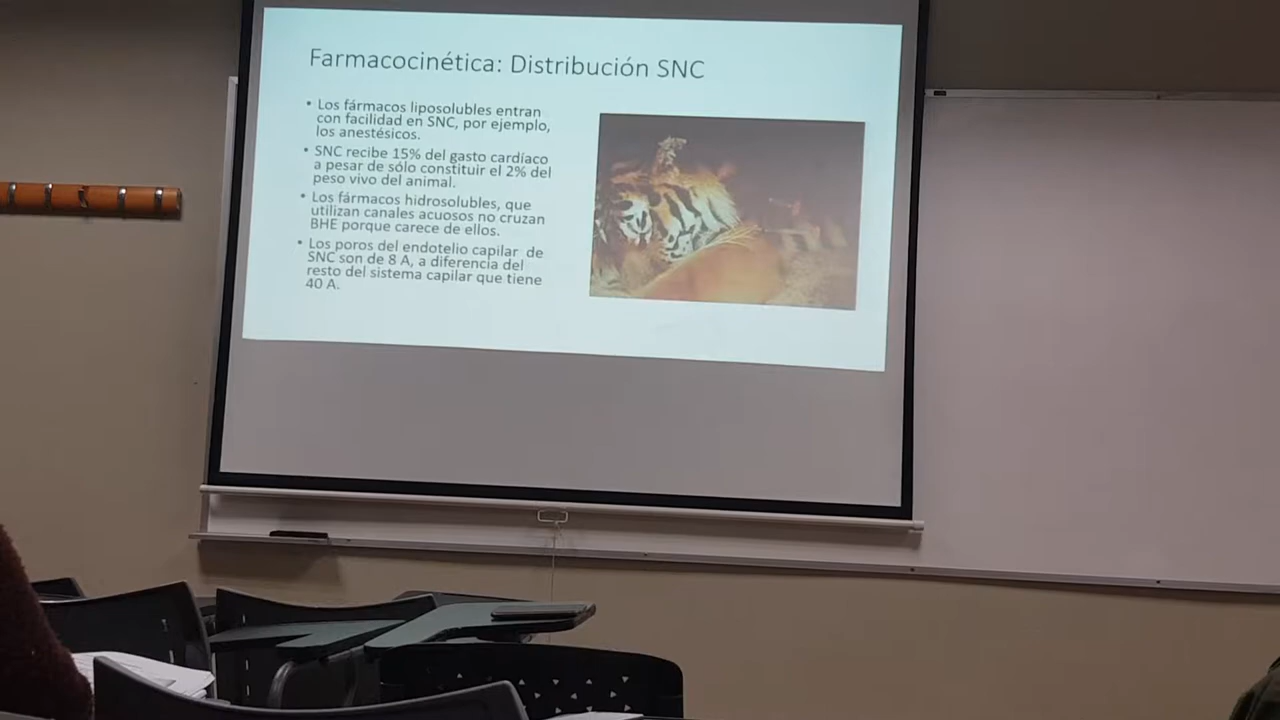 Farmacocinética: Distribución SNC
• Los fármacos liposolubles entran
con facilidad en SNC, por ejemplo,
los anestésicos.
• SNC recibe 15% del gasto cardíaco
a pesar de sólo constituir el 2% del
peso vivo del animal.
• Los fármacos hidrosolubles, que
utilizan canales acuosos no cruzan
BHE porque carece de ellos.
• Los poros del endotelio capilar de
SNC son de 8 A, a diferencia del
resto del sistema capilar que tiene
40 A.